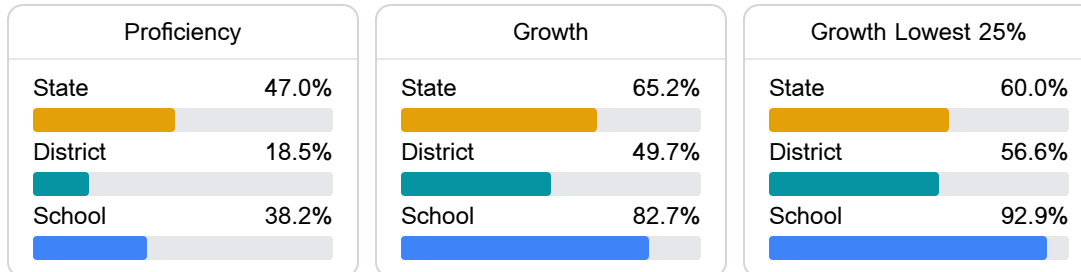 Proficiency
State 47.0%
District 18.5%
School 38.2%
Growth
State 65.2%
District 49.7%
School 82.7%
Growth Lowest 25%
State 60.0%
District 56.6%
School 92.9%